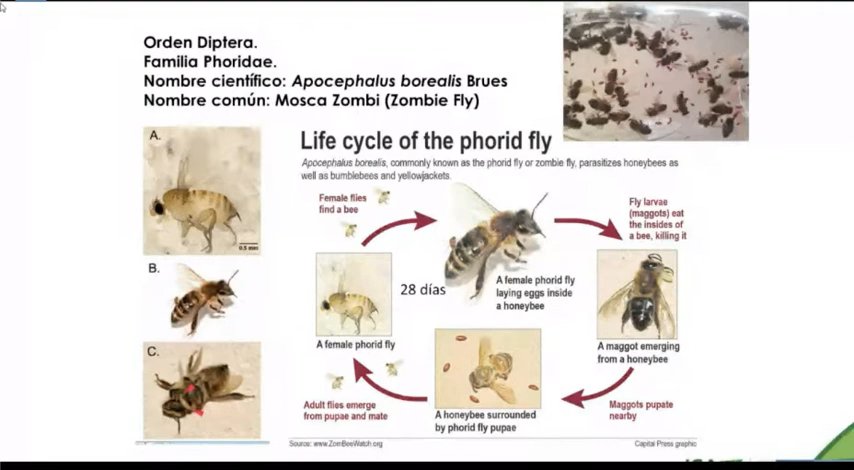 Orden Diptera.
Familia Phoridae.
Nombre científico: Apocephalus borealis Brues
Nombre común: Mosca Zombi (Zombie Fly)
A.
0.5 mm
B.
C.
Life cycle of the phorid fly
Apocephalus borealis, commonly known as the phorid fly or zombie fly, parasitizes honeybees as
well as bumblebees and yellowjackets.
Female flies
find a bee
Fly larvae
(maggots) eat
the insides of
a bee, killing it
28 días
A female phorid fly
laying eggs inside
a honeybee
A female phorid fly
A maggot emerging
from a honeybee
Adult flies emerge
from pupae and mate
A honeybee surrounded
by phorid fly pupae
Maggots pupate
nearby
Source: www.ZomBeeWatch.org
Capital Press graphic